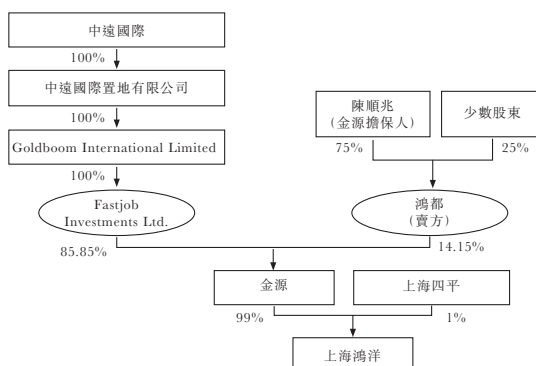 中遠國際
100%
中遠國際置地有限公司
100%
Goldboom International Limited
100%
Fastjob
Investments Ltd.
陳順兆
(金源擔保人)
少數股東
75%
25%
鴻都
(賣方)
85.85%
14.15%
金源
上海四平
99%
1%
上海鴻洋